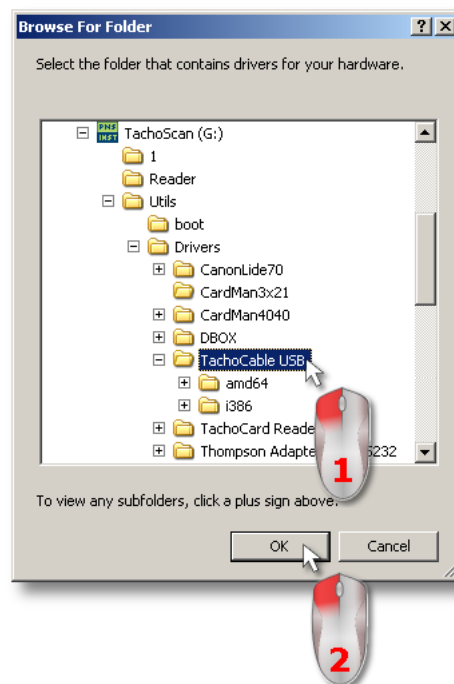 Browse For Folder
Select the folder that contains drivers for your hardware.
PNS
INST
TachoScan (G:)
1
Reader
Utils
boot
Drivers
CanonLide70
CardMan3x21
CardMan4040
DBOX
TachoCable USB
amd64
i386
TachoCard Reade
1
Thompson Adapte 5232
To view any subfolders, click a plus sign above.
OK Cancel
2